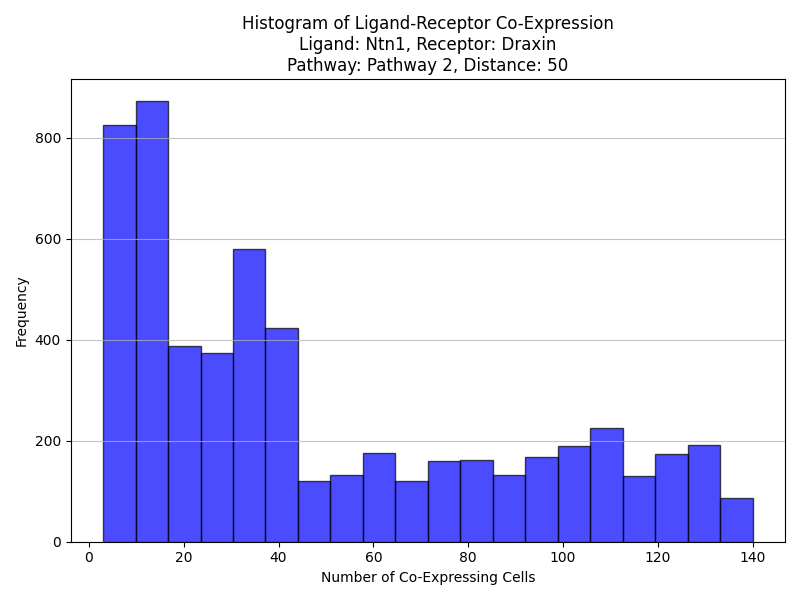 Histogram of Ligand-Receptor Co-Expression
Ligand: Ntn1, Receptor: Draxin
Pathway: Pathway 2, Distance: 50
Frequency
800
600
400
200
0
0 20 40 60 80 100 120 140
Number of Co-Expressing Cells